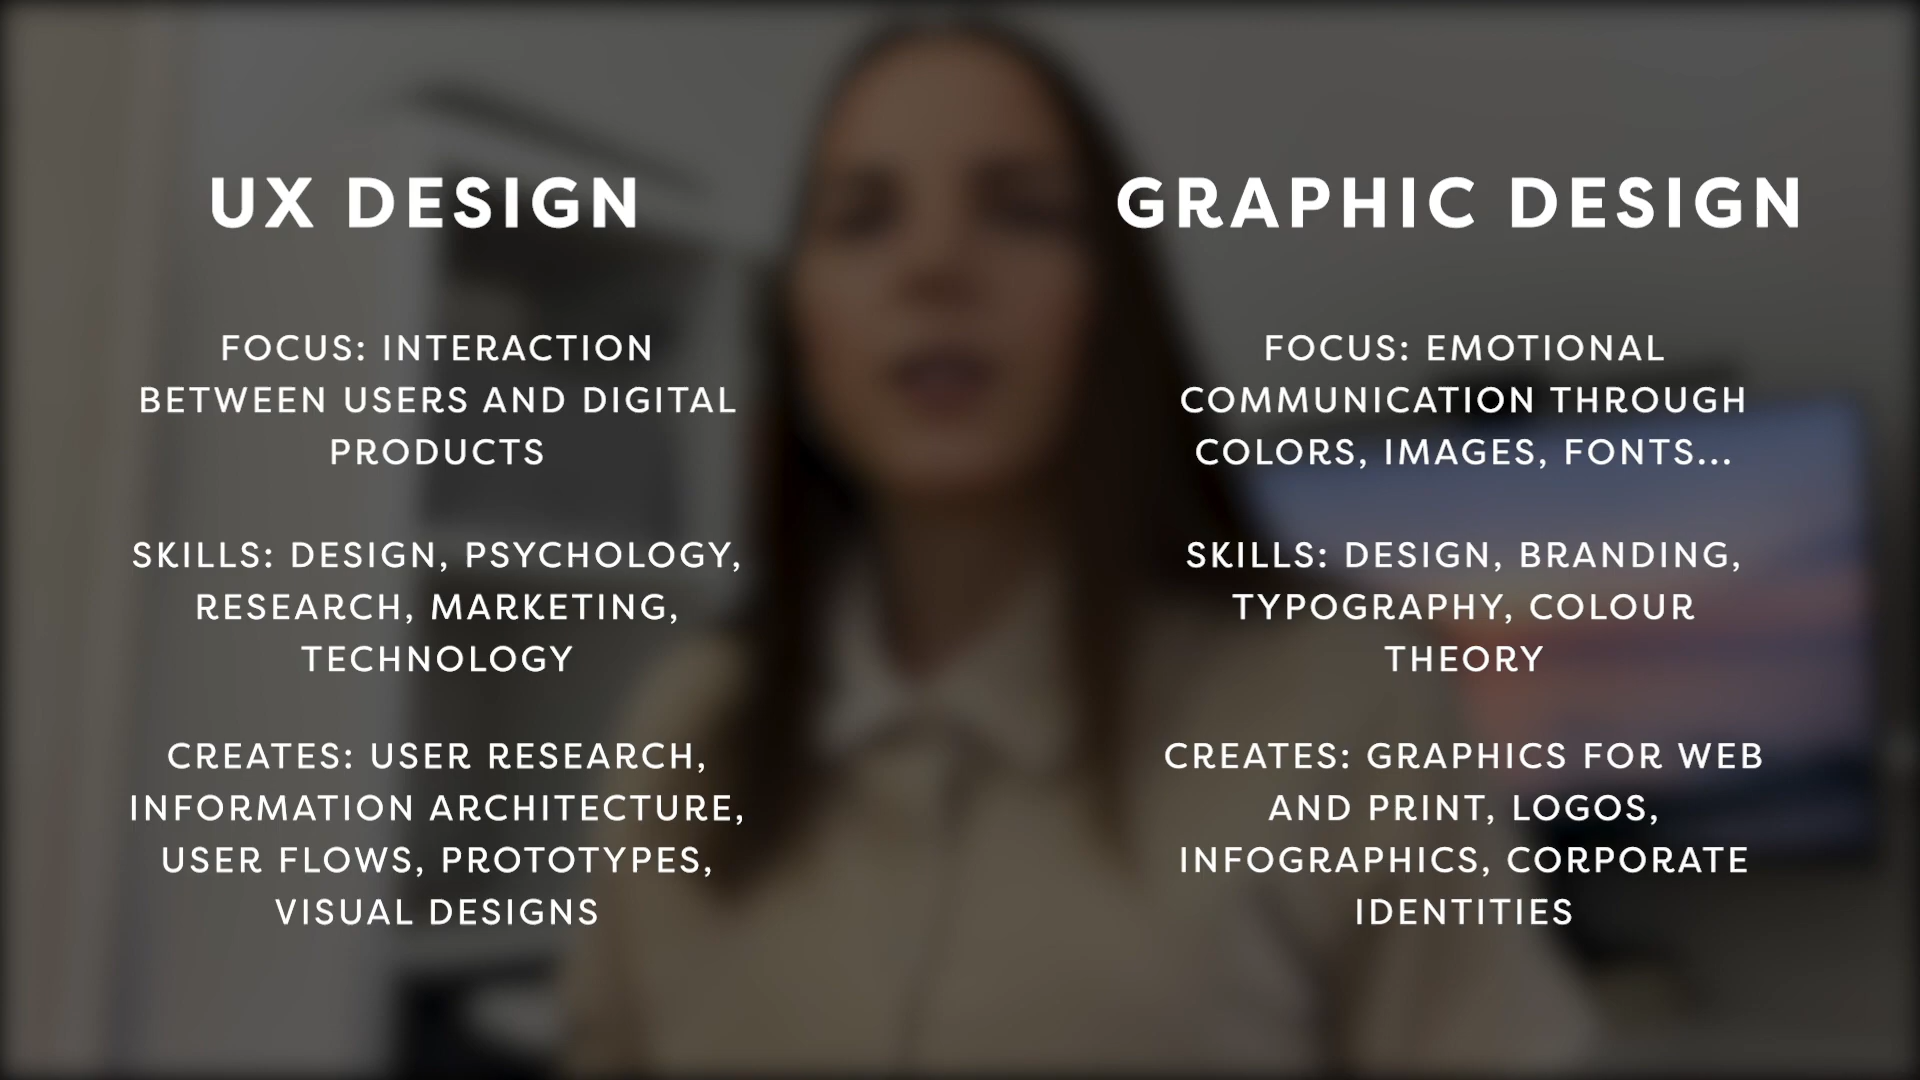 UX DESIGN
FOCUS: INTERACTION
BETWEEN USERS AND DIGITAL
PRODUCTS
SKILLS: DESIGN, PSYCHOLOGY,
RESEARCH, MARKETING,
TECHNOLOGY
CREATES: USER RESEARCH,
INFORMATION ARCHITECTURE,
USER FLOWS, PROTOTYPES,
VISUAL DESIGNS
GRAPHIC DESIGN
FOCUS: EMOTIONAL
COMMUNICATION THROUGH
COLORS, IMAGES, FONTS...
SKILLS: DESIGN, BRANDING,
TYPOGRAPHY, COLOUR
THEORY
CREATES: GRAPHICS FOR WEB
AND PRINT, LOGOS,
INFOGRAPHICS, CORPORATE
IDENTITIES